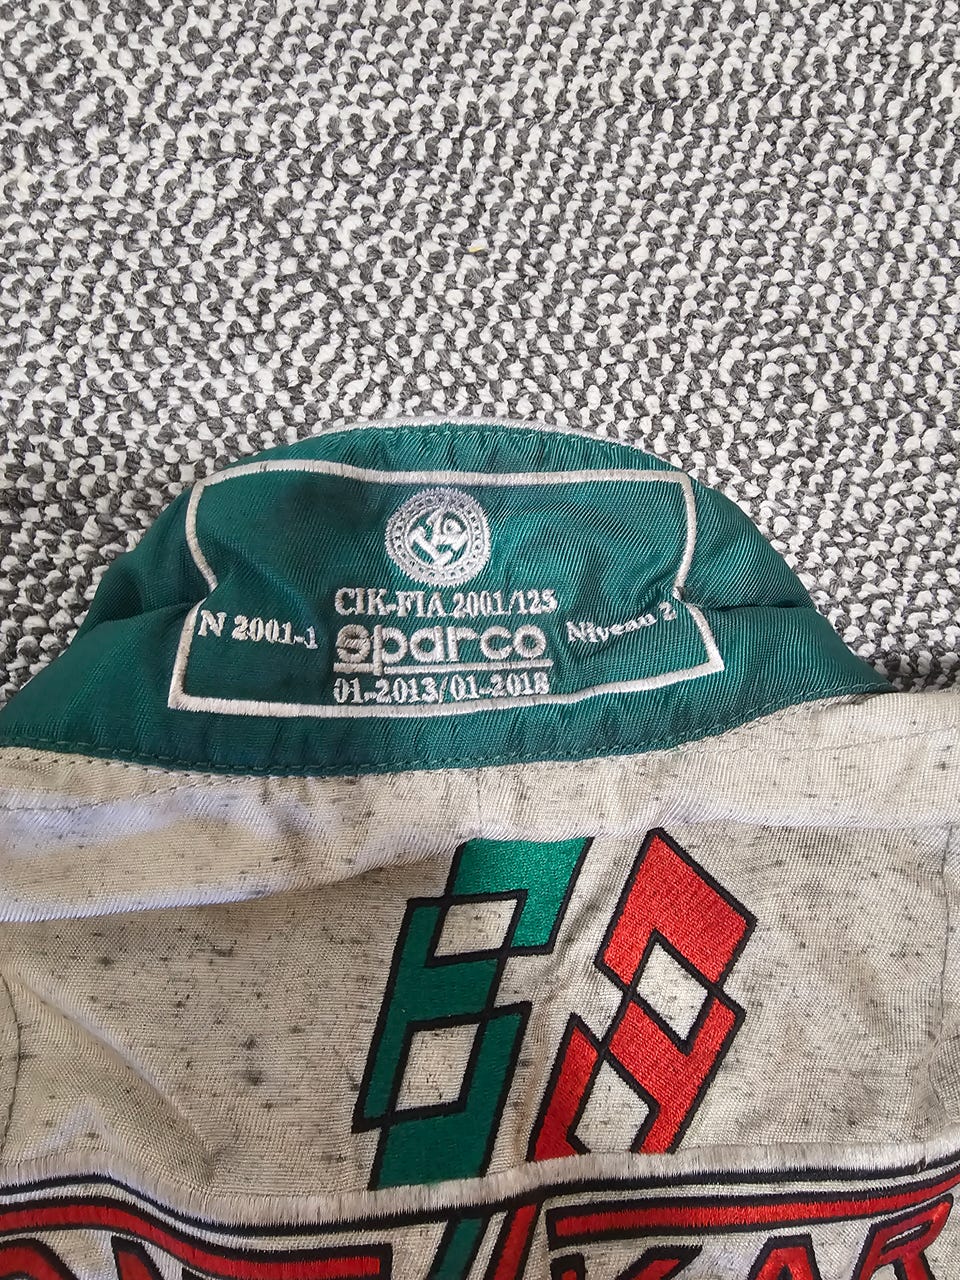 CIK-FIA 2001/125
N 2001-1
sparco
Niveau 2
01-2013/01-2018